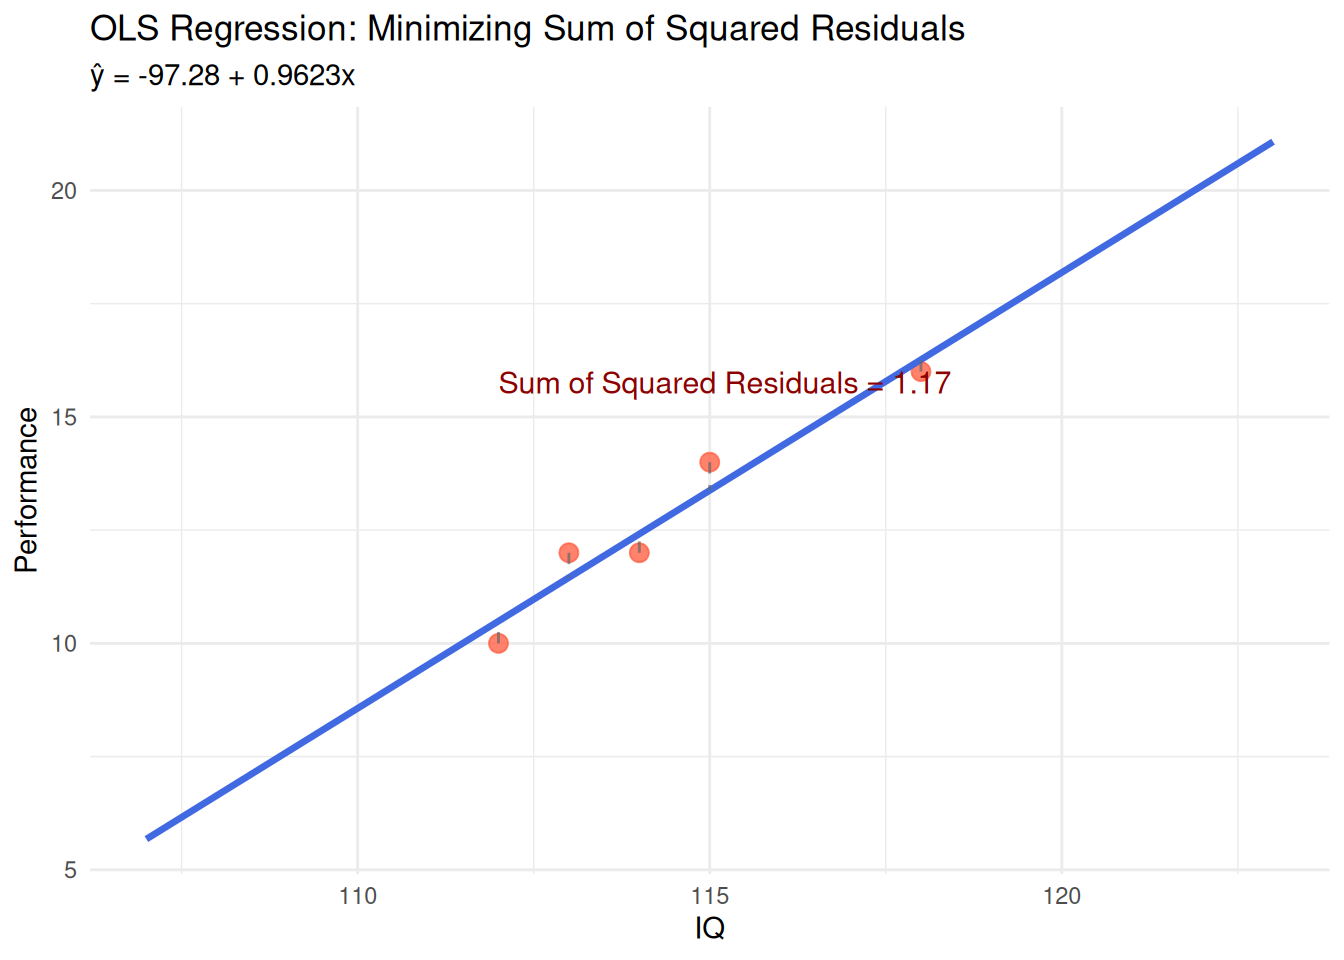 OLS Regression: Minimizing Sum of Squared Residuals
ŷ = -97.28 + 0.9623x
20
Sum of Squared Residuals = 1.17
15
Performance
10
5
110 115 120
IQ